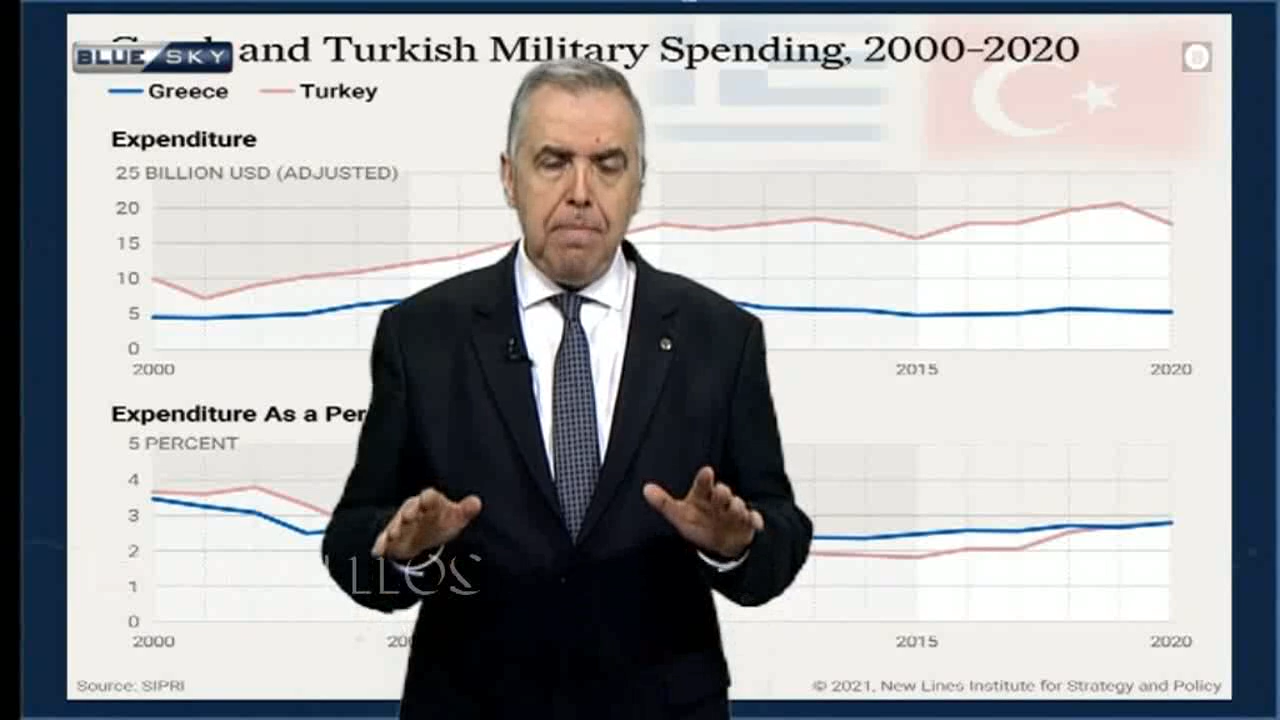 BLUE SKY
and Turkish Military Spending, 2000–2020
Greece Turkey
Expenditure
25 BILLION USD (ADJUSTED)
20
15
10
5
0
2000 2015 2020
Expenditure As a Per
5 PERCENT
4
3
2
1
0
LLOS
2000 20 2015 2020
Source: SIPRI
© 2021, New Lines Institute for Strategy and Policy